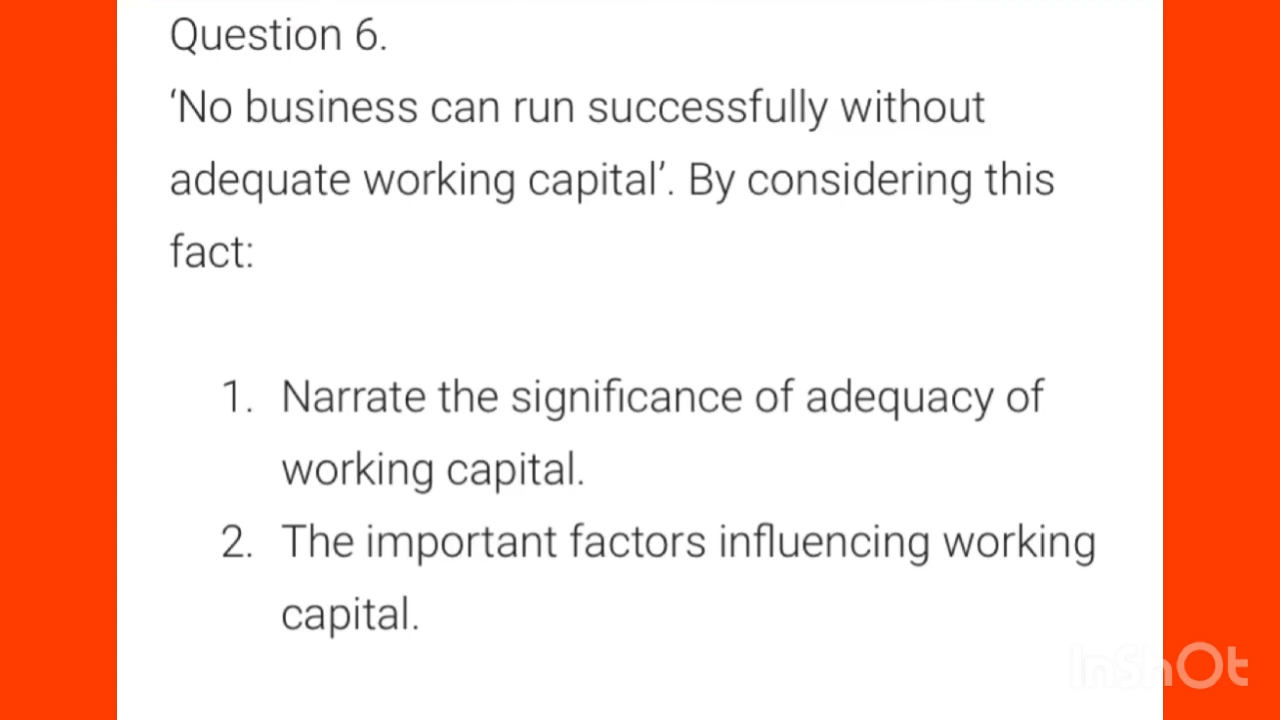 Question 6.
‘No business can run successfully without
adequate working capital’. By considering this
fact:
1. Narrate the significance of adequacy of
working capital.
2. The important factors influencing working
capital.
InShOt